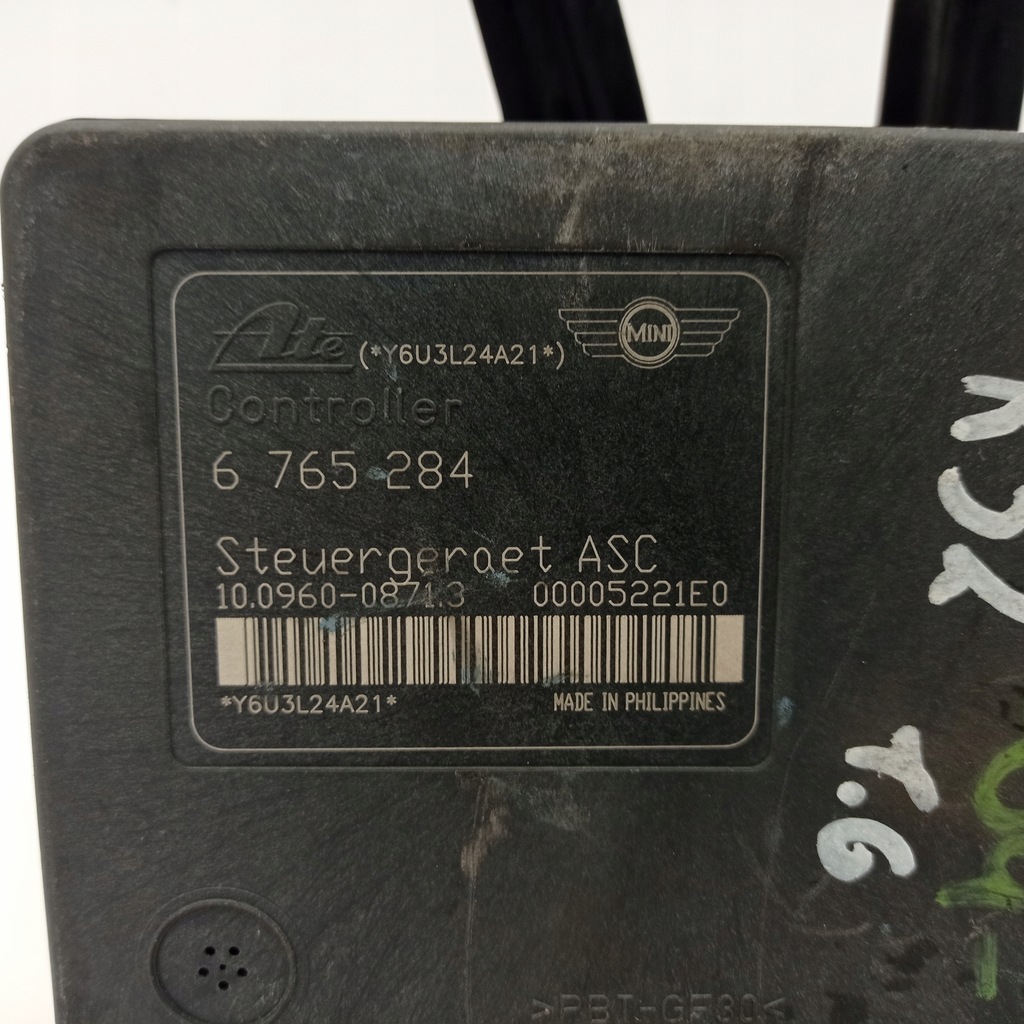 Ate (*Y6U3L24A21*) MINI
Controller
6 765 284
Steuergeraet ASC
10.0960-0871.3 00005221E0
*Y6U3L24A21* MADE IN PHILIPPINES
>PBT-GF30<